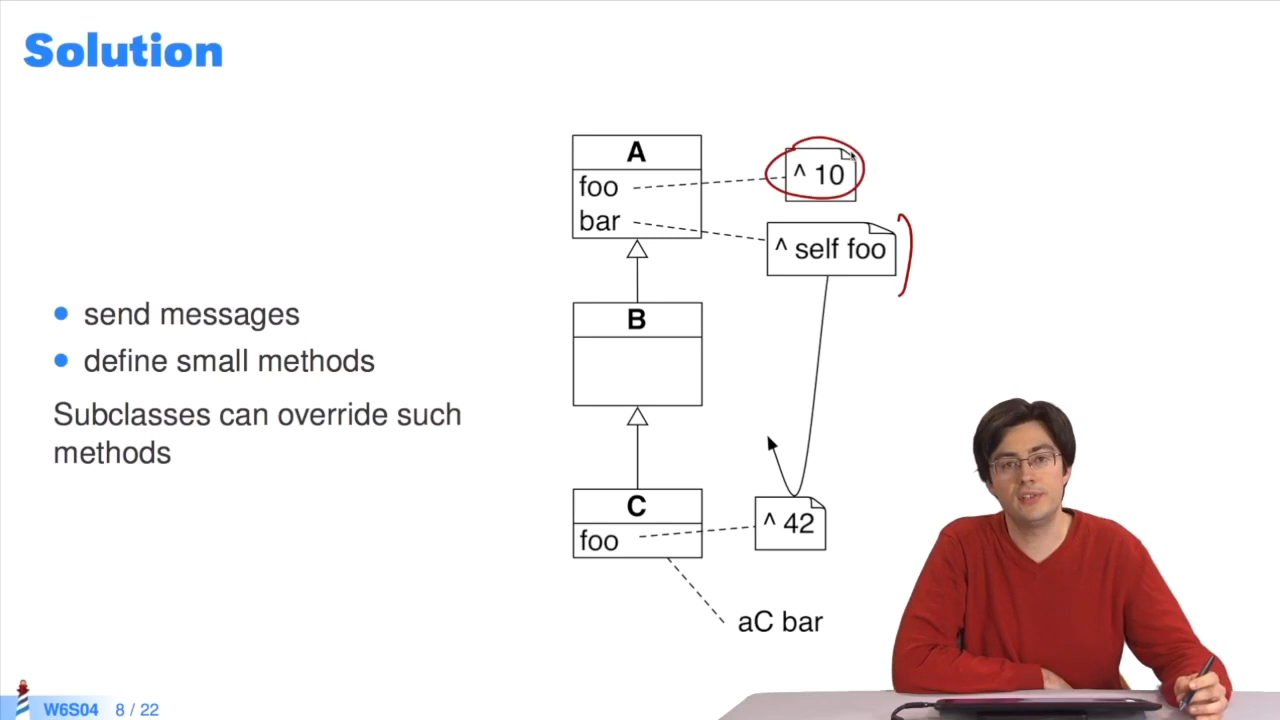 Solution
A
foo
bar
^ 10
^ self foo
B
C
foo
^ 42
aC bar
send messages
define small methods
Subclasses can override such
methods
W6S04 8 / 22